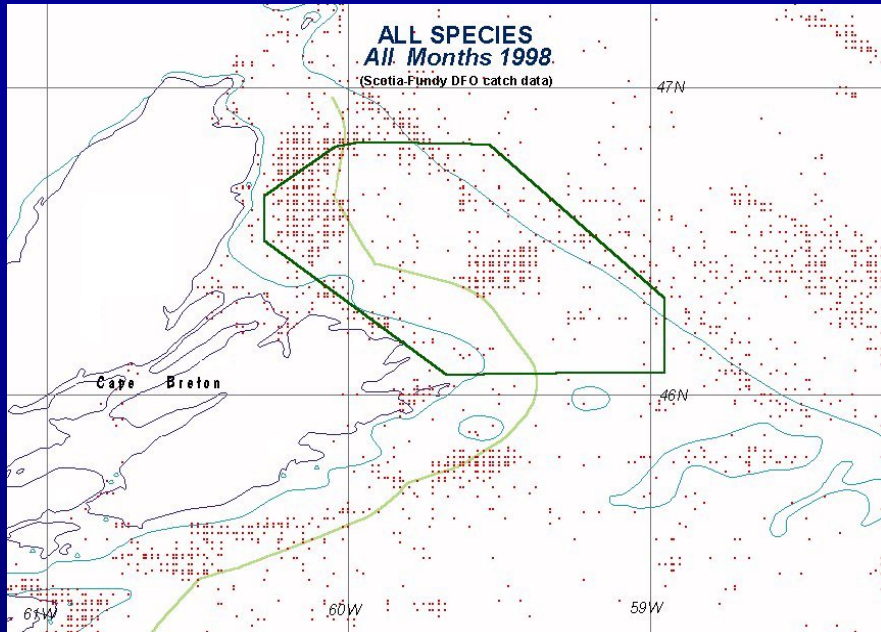 ALL SPECIES
All Months 1998
(Scotia-Fundy DFO catch data)
47N
Cape Breton
46N
61W
60W
59W